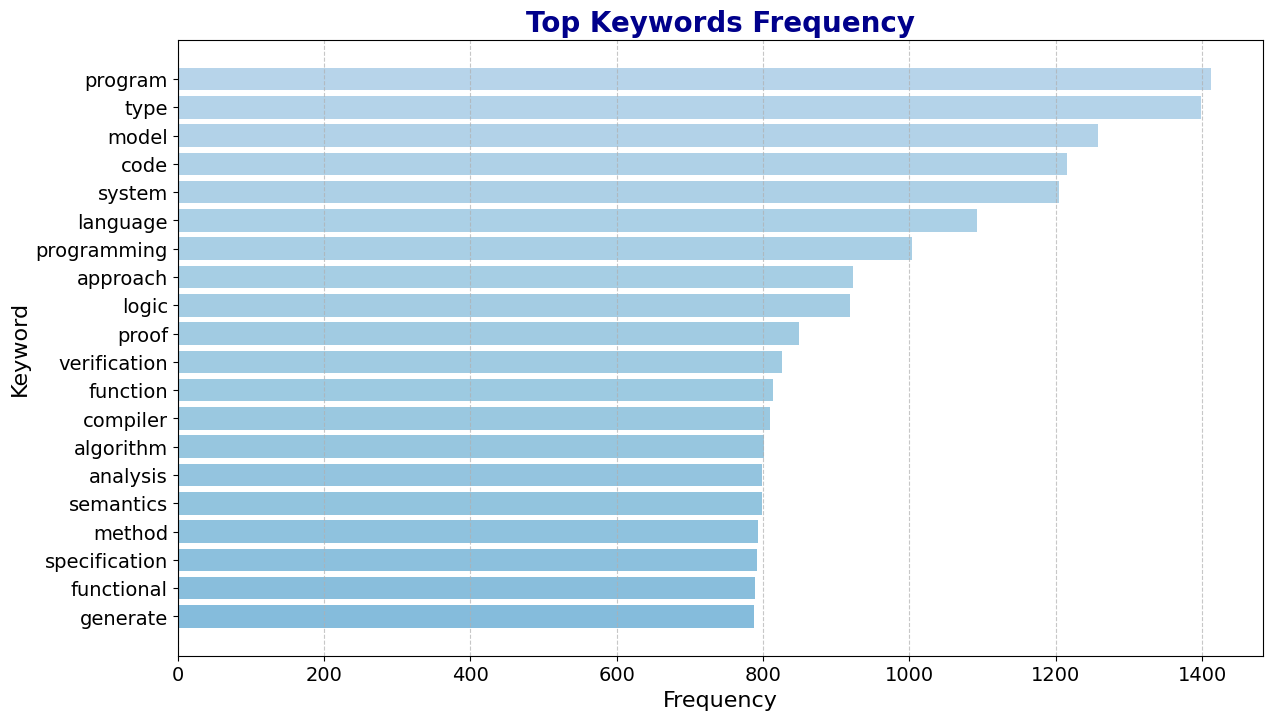 Top Keywords Frequency
Keyword
program
type
model
code
system
language
programming
approach
logic
proof
verification
function
compiler
algorithm
analysis
semantics
method
specification
functional
generate
0 200 400 600 800 1000 1200 1400
Frequency